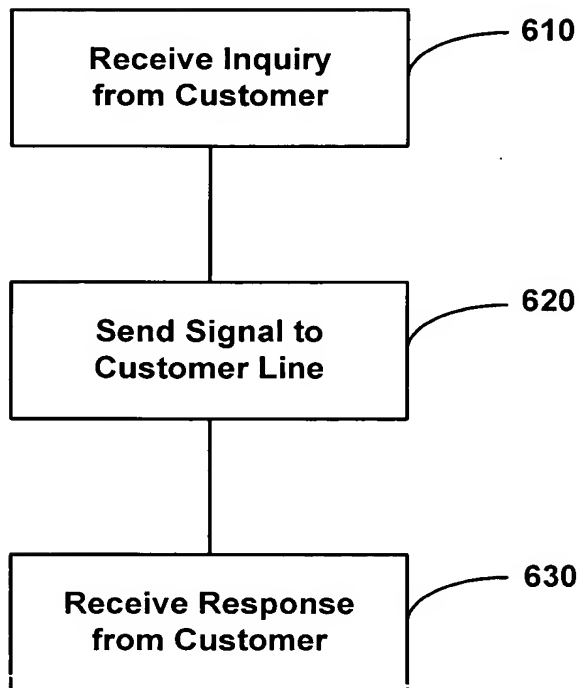 Receive Inquiry
from Customer
610
Send Signal to
Customer Line
620
Receive Response
from Customer
630